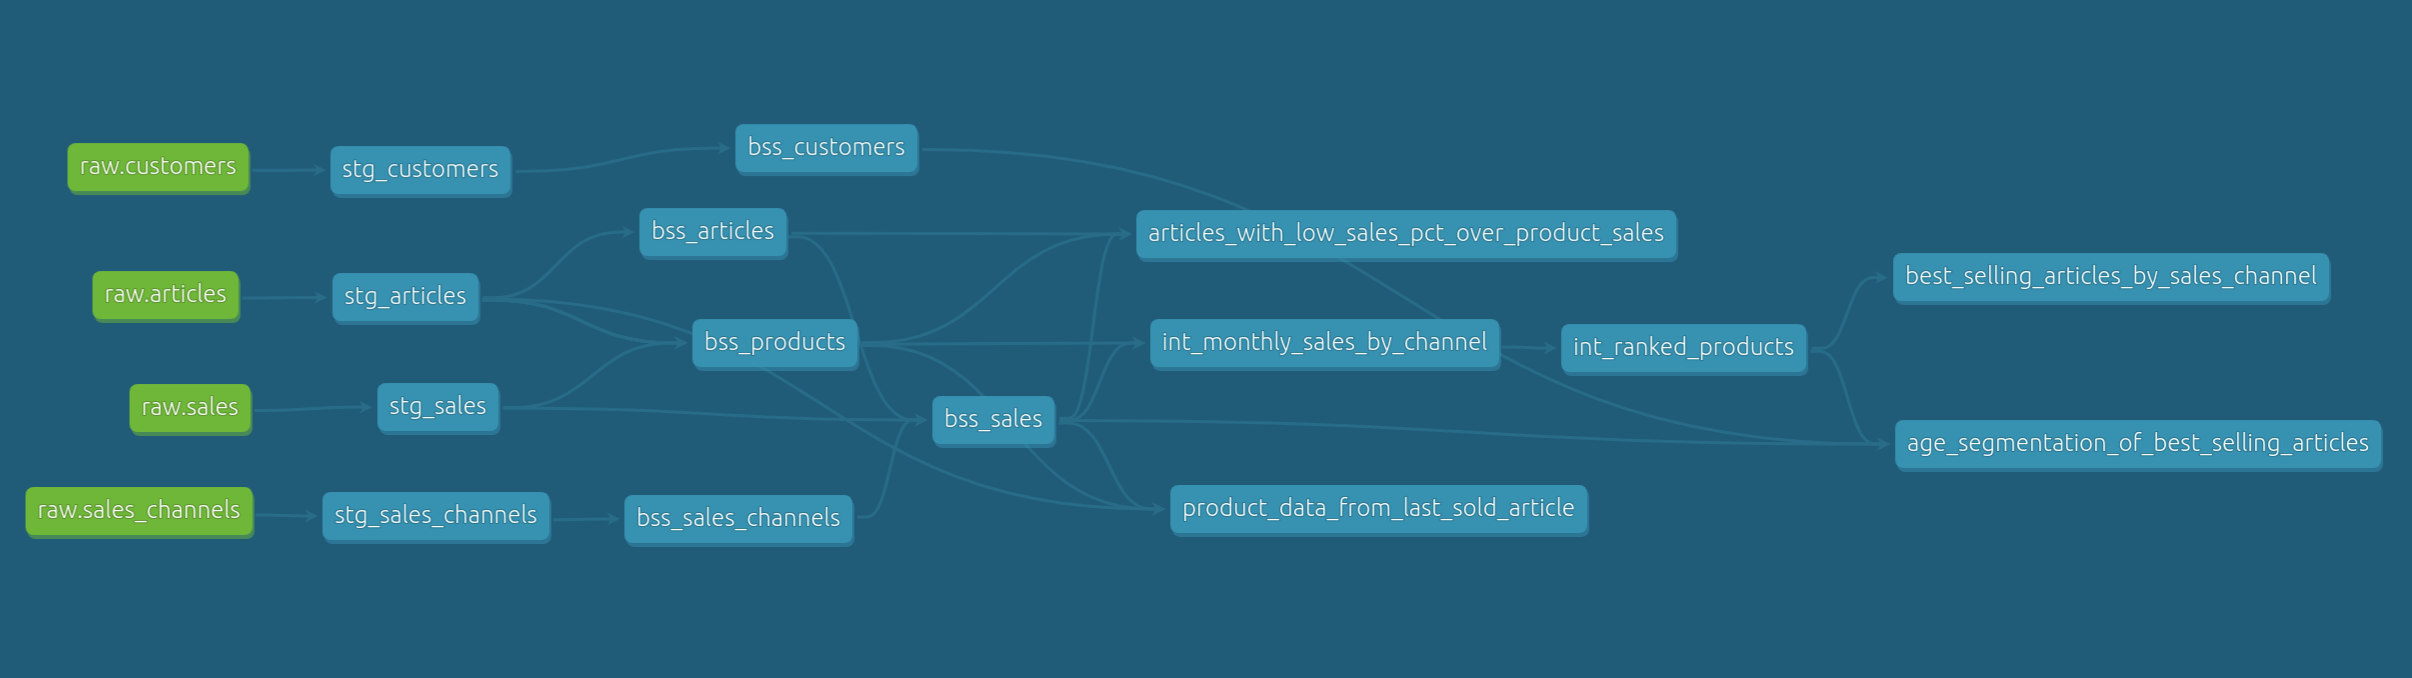 raw.customers
stg_customers
bss_customers
bss_articles
articles_with_low_sales_pct_over_product_sales
raw.articles
stg_articles
best_selling_articles_by_sales_channel
bss_products
int_monthly_sales_by_channel
int_ranked_products
raw.sales
stg_sales
bss_sales
age_segmentation_of_best_selling_articles
raw.sales_channels
stg_sales_channels
bss_sales_channels
product_data_from_last_sold_article